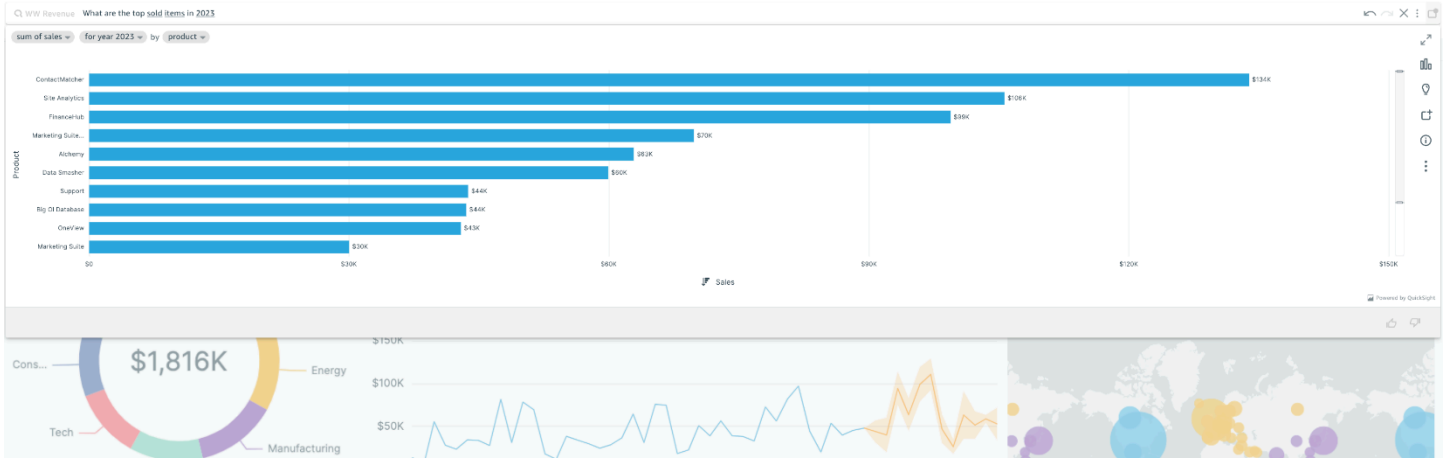 WW Revenue What are the top sold items in 2023
sum of sales for year 2023 by product
ContactMatcher $134K
Site Analytics $106K
FinanceHub $99K
Marketing Suite... $70K
Alchemy $63K
Data Smasher $60K
Support $44K
Big Ol Database $44K
OneView $43K
Marketing Suite $30K
Product
$0 $30K $60K $90K $120K $150K
Sales
Powered by QuickSight
Cons...
$1,816K
Energy
Tech
Manufacturing
$150K
$100K
$50K